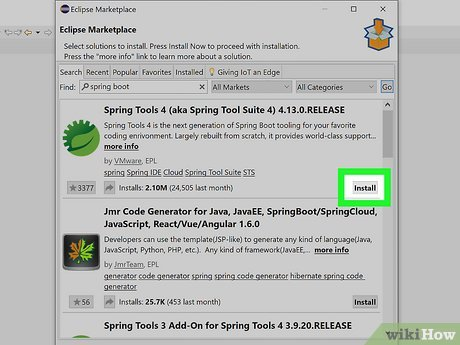 Eclipse Marketplace
Eclipse Marketplace
Select solutions to install. Press Install Now to proceed with installation.
Press the "more info" link to learn more about a solution.
Search Recent Popular Favorites Installed Giving IoT an Edge
Find: spring boot All Markets All Categories Go
Spring Tools 4 (aka Spring Tool Suite 4) 4.13.0.RELEASE
Spring Tools 4 is the next generation of Spring Boot tooling for your favorite
coding enrivonment. Largely rebuilt from scratch, it provides world-class support...
more info
by VMware, EPL
spring Spring IDE Cloud Spring Tool Suite STS
3377 Installs: 2.10M (24,505 last month) Install
Jmr Code Generator for Java, JavaEE, SpringBoot/SpringCloud,
JavaScript, React/Vue/Angular 1.6.0
Developers can use the template(JSP-like) to generate any kind of language(Java,
JavaScript, Python, PHP, etc.). Any kind of framework(JavaEE,... more info
by JmrTeam, EPL
generator code generator spring spring code generator hibernate spring code
generator
56 Installs: 25.7K (453 last month) Install
Spring Tools 3 Add-On for Spring Tools 4 3.9.20.RELEASE
wikiHow